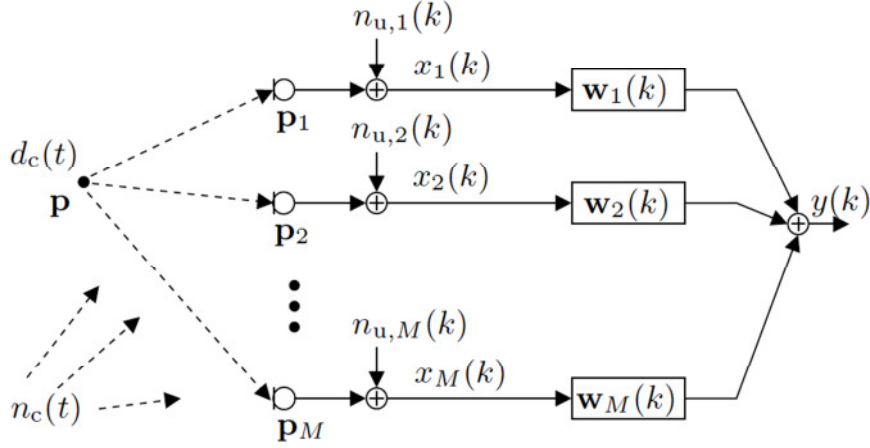 n_{u,1}(k)
x_1(k)
w_1(k)
p_1
n_{u,2}(k)
d_c(t)
x_2(k)
p
w_2(k)
y(k)
p_2
n_{u,M}(k)
x_M(k)
n_c(t)
w_M(k)
p_M